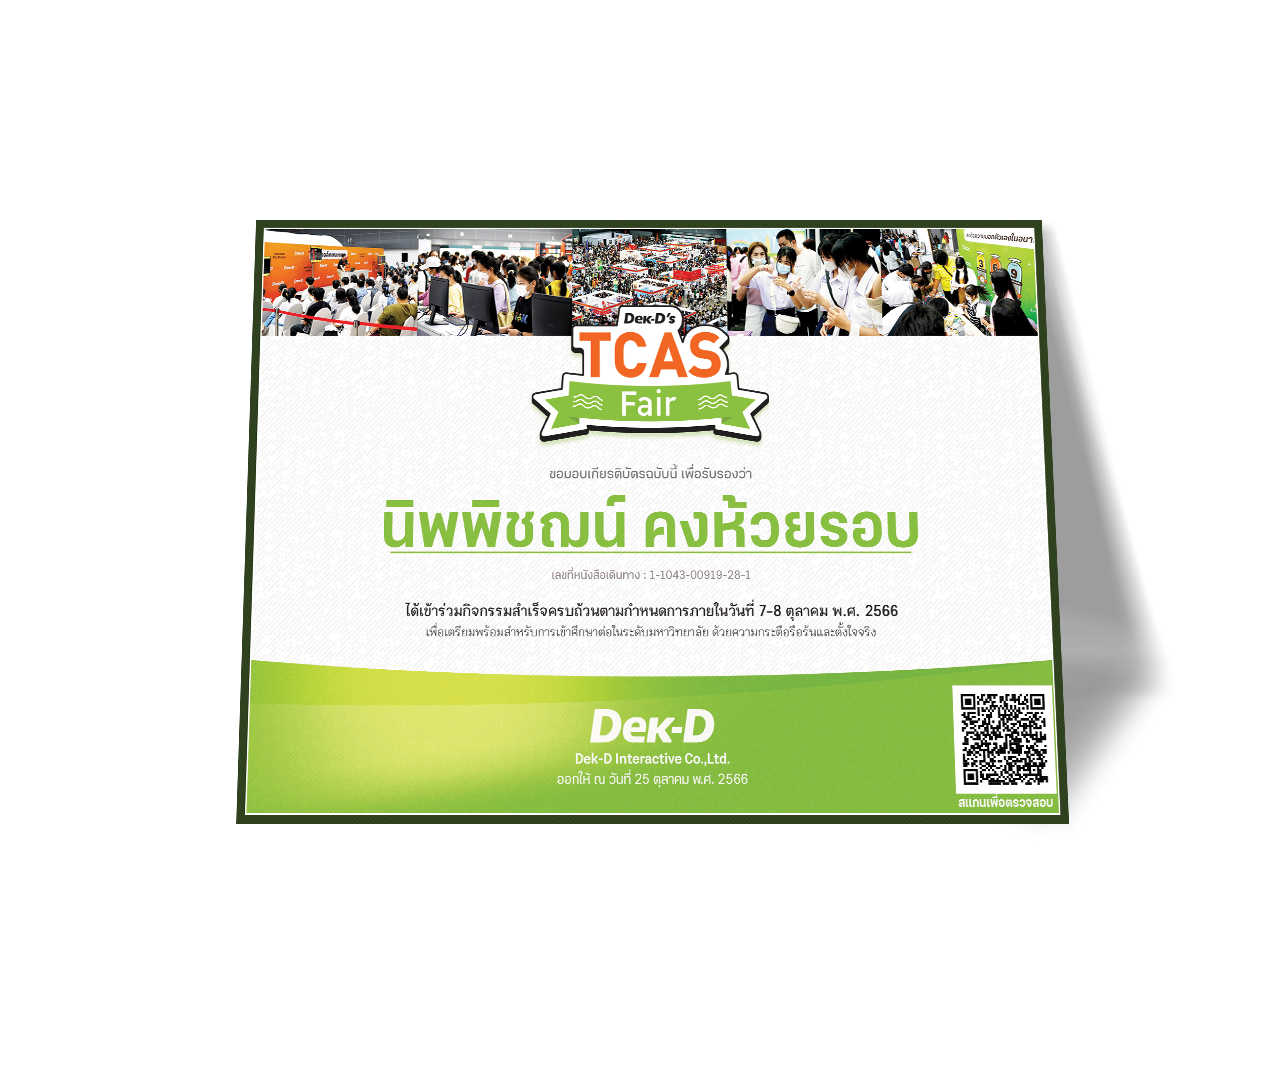 Dek-D's
TCAS
Fair
ขอมอบเกียรติบัตรฉบับนี้ เพื่อรับรองว่า
นิพพิชฌน์ คงห้วยรอบ
เลขที่หนังสือเดินทาง : 1-1043-00919-28-1
ได้เข้าร่วมกิจกรรมสำเร็จครบถ้วนตามกำหนดการภายในวันที่ 7-8 ตุลาคม พ.ศ. 2566
เพื่อเตรียมพร้อมสำหรับการเข้าศึกษาต่อในระดับมหาวิทยาลัย ด้วยความกระตือรือร้นและตั้งใจจริง
Dek-D
Dek-D Interactive Co.,Ltd.
ออกให้ ณ วันที่ 25 ตุลาคม พ.ศ. 2566
สแกนเพื่อตรวจสอบ